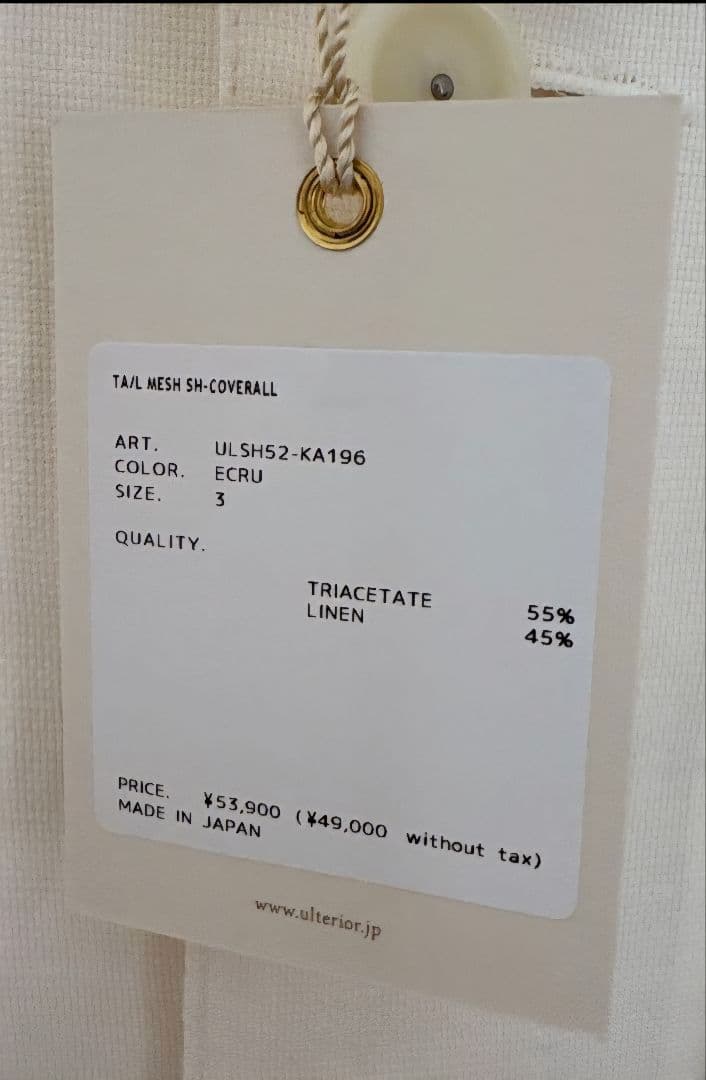 TA/L MESH SH-COVERALL
ART. ULSH52-KA196
COLOR. ECRU
SIZE. 3
QUALITY.
TRIACETATE 55%
LINEN 45%
PRICE. ¥53,900 (¥49,000 without tax)
MADE IN JAPAN
www.ulterior.jp